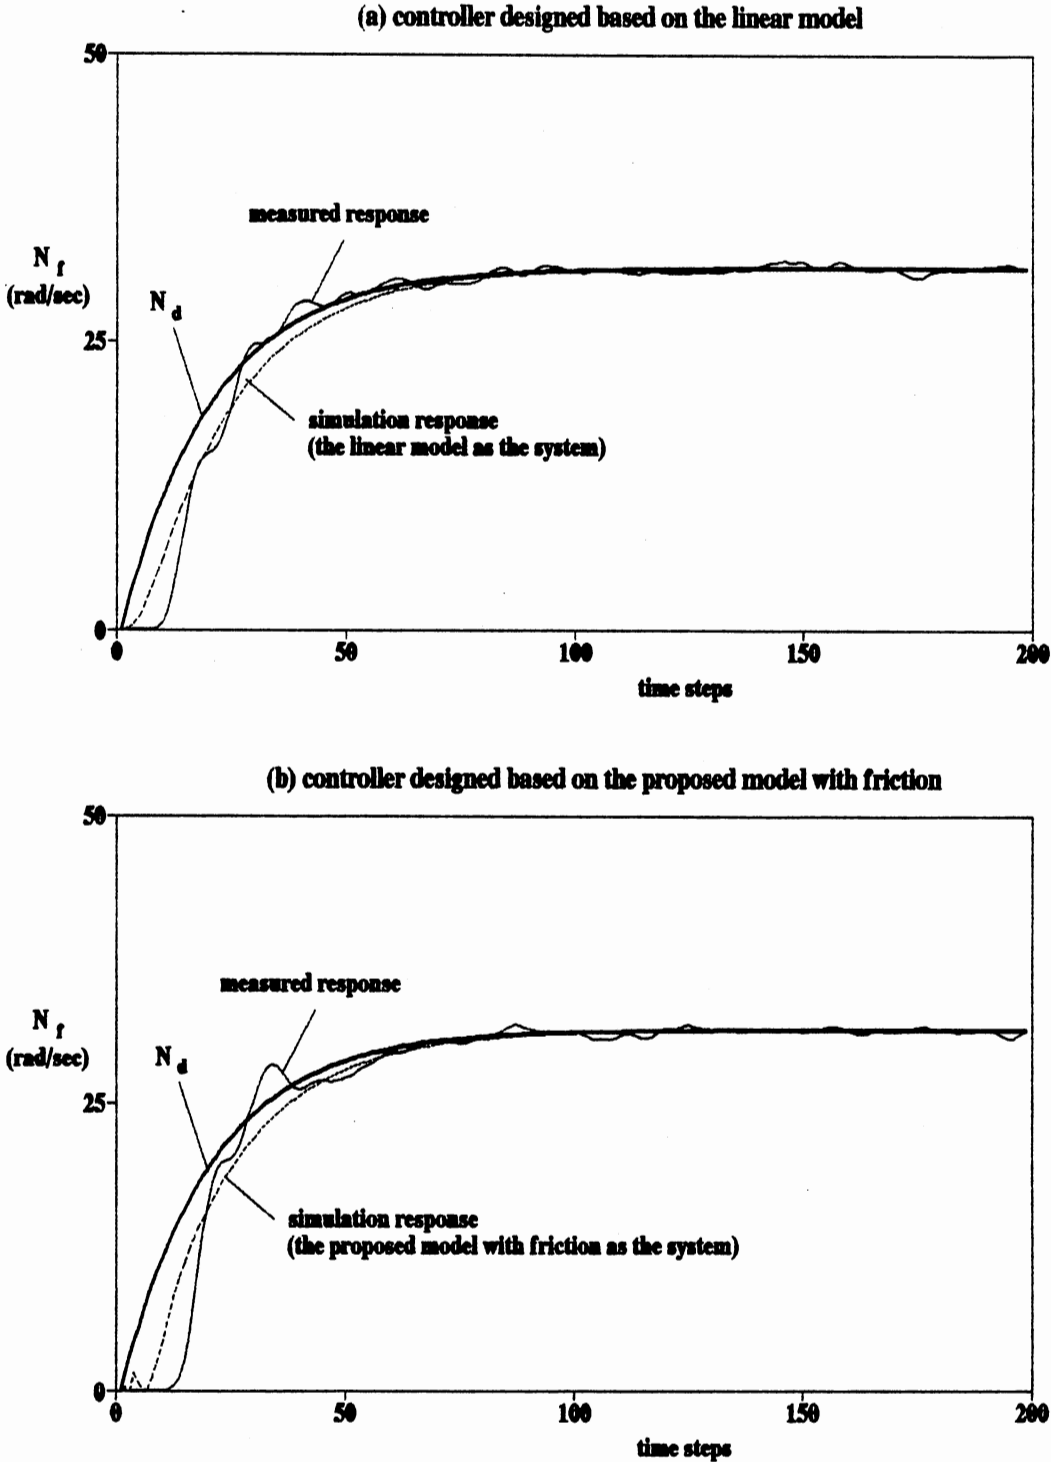 (a) controller designed based on the linear model
50
measured response
N f
(rad/sec)
N d
25
simulation response
(the linear model as the system)
0
0 50 100 150 200
time steps
(b) controller designed based on the proposed model with friction
50
measured response
N f
(rad/sec)
N d
25
simulation response
(the proposed model with friction as the system)
0
0 50 100 150 200
time steps